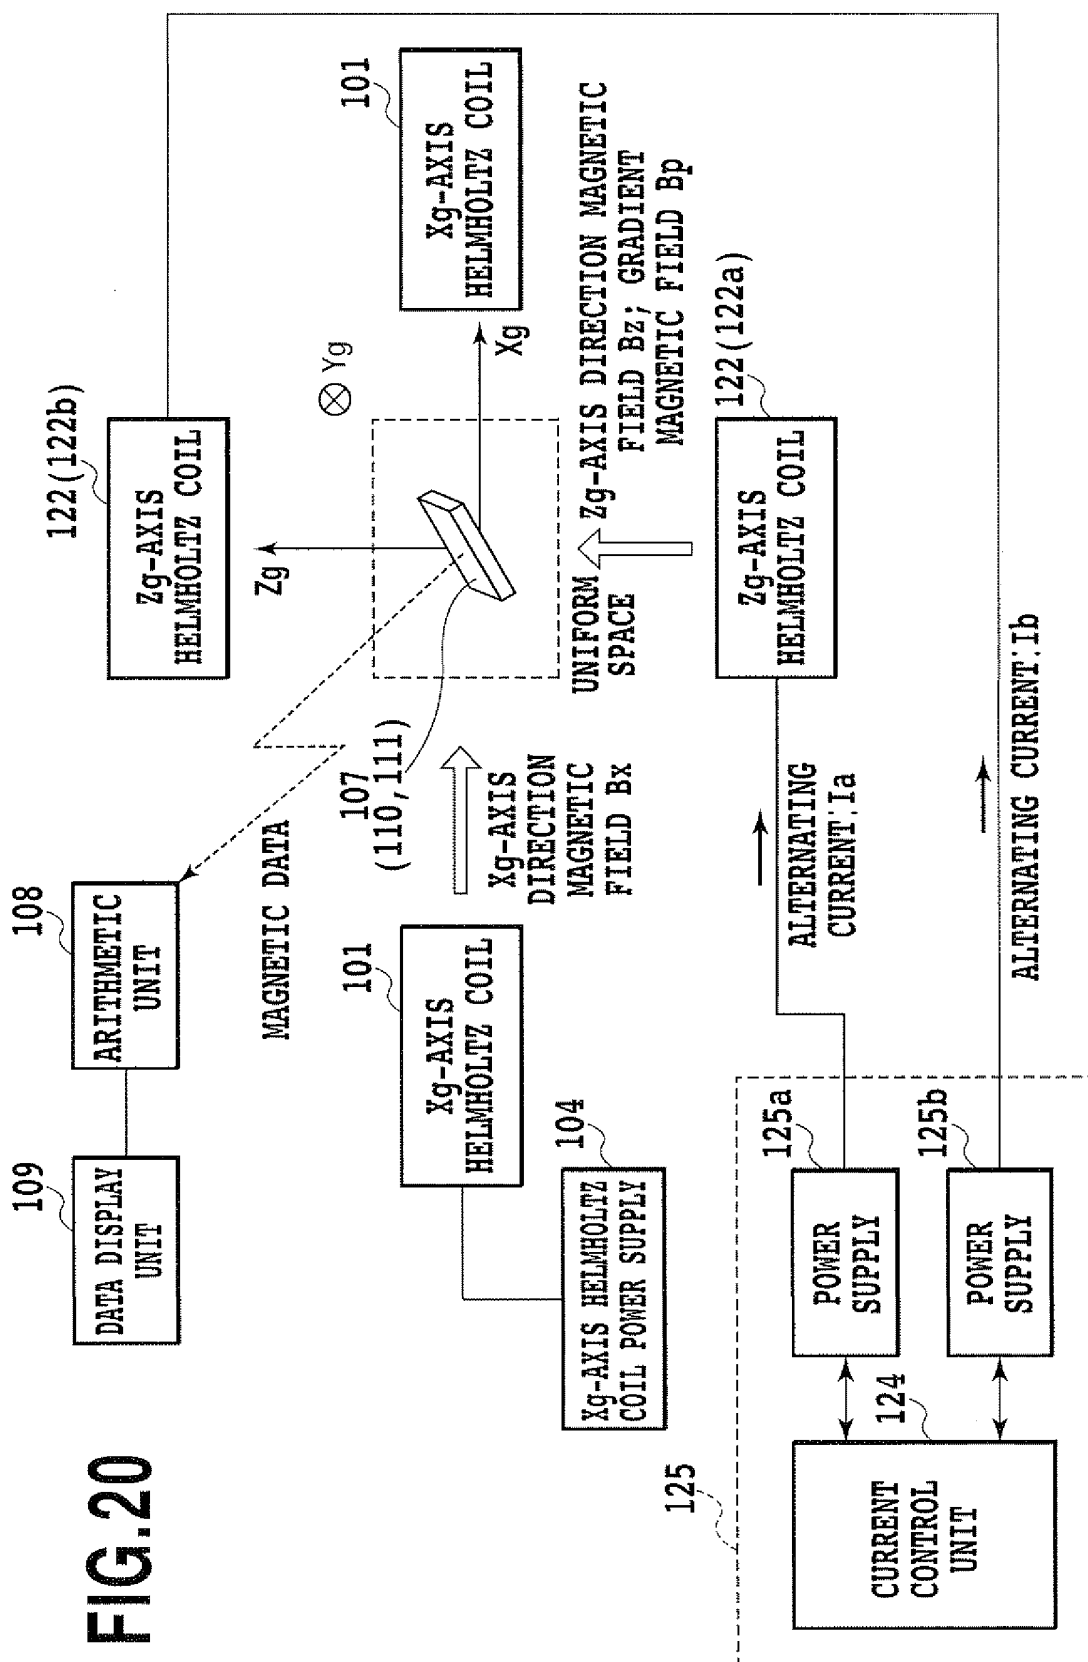 FIG.20
109
DATA DISPLAY
UNIT
108
ARITHMETIC
UNIT
MAGNETIC DATA
122(122b)
Zg-AXIS
HELMHOLTZ COIL
Zg
Yg
Xg
101
Xg-AXIS
HELMHOLTZ COIL
107
(110,111)
101
Xg-AXIS
HELMHOLTZ COIL
Xg-AXIS
DIRECTION
MAGNETIC
FIELD Bx
UNIFORM
SPACE
Zg-AXIS DIRECTION MAGNETIC
FIELD Bz; GRADIENT
MAGNETIC FIELD Bp
104
Xg-AXIS HELMHOLTZ
COIL POWER SUPPLY
122(122a)
Zg-AXIS
HELMHOLTZ COIL
ALTERNATING
CURRENT:Ia
ALTERNATING CURRENT:Ib
125
125a
POWER
SUPPLY
125b
POWER
SUPPLY
124
CURRENT
CONTROL
UNIT